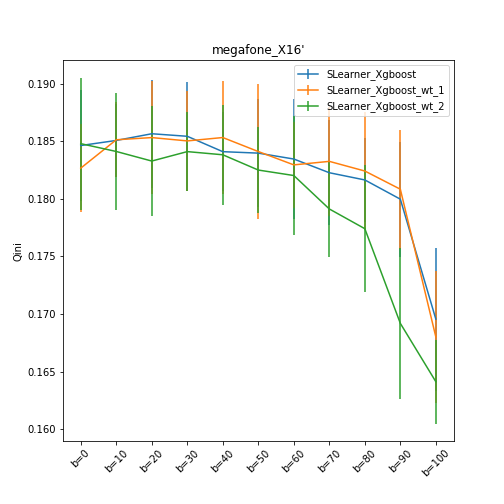 megafone_X16'
SLearner_Xgboost
SLearner_Xgboost_wt_1
SLearner_Xgboost_wt_2
Qini
0.190
0.185
0.180
0.175
0.170
0.165
0.160
b=0
b=10
b=20
b=30
b=40
b=50
b=60
b=70
b=80
b=90
b=100